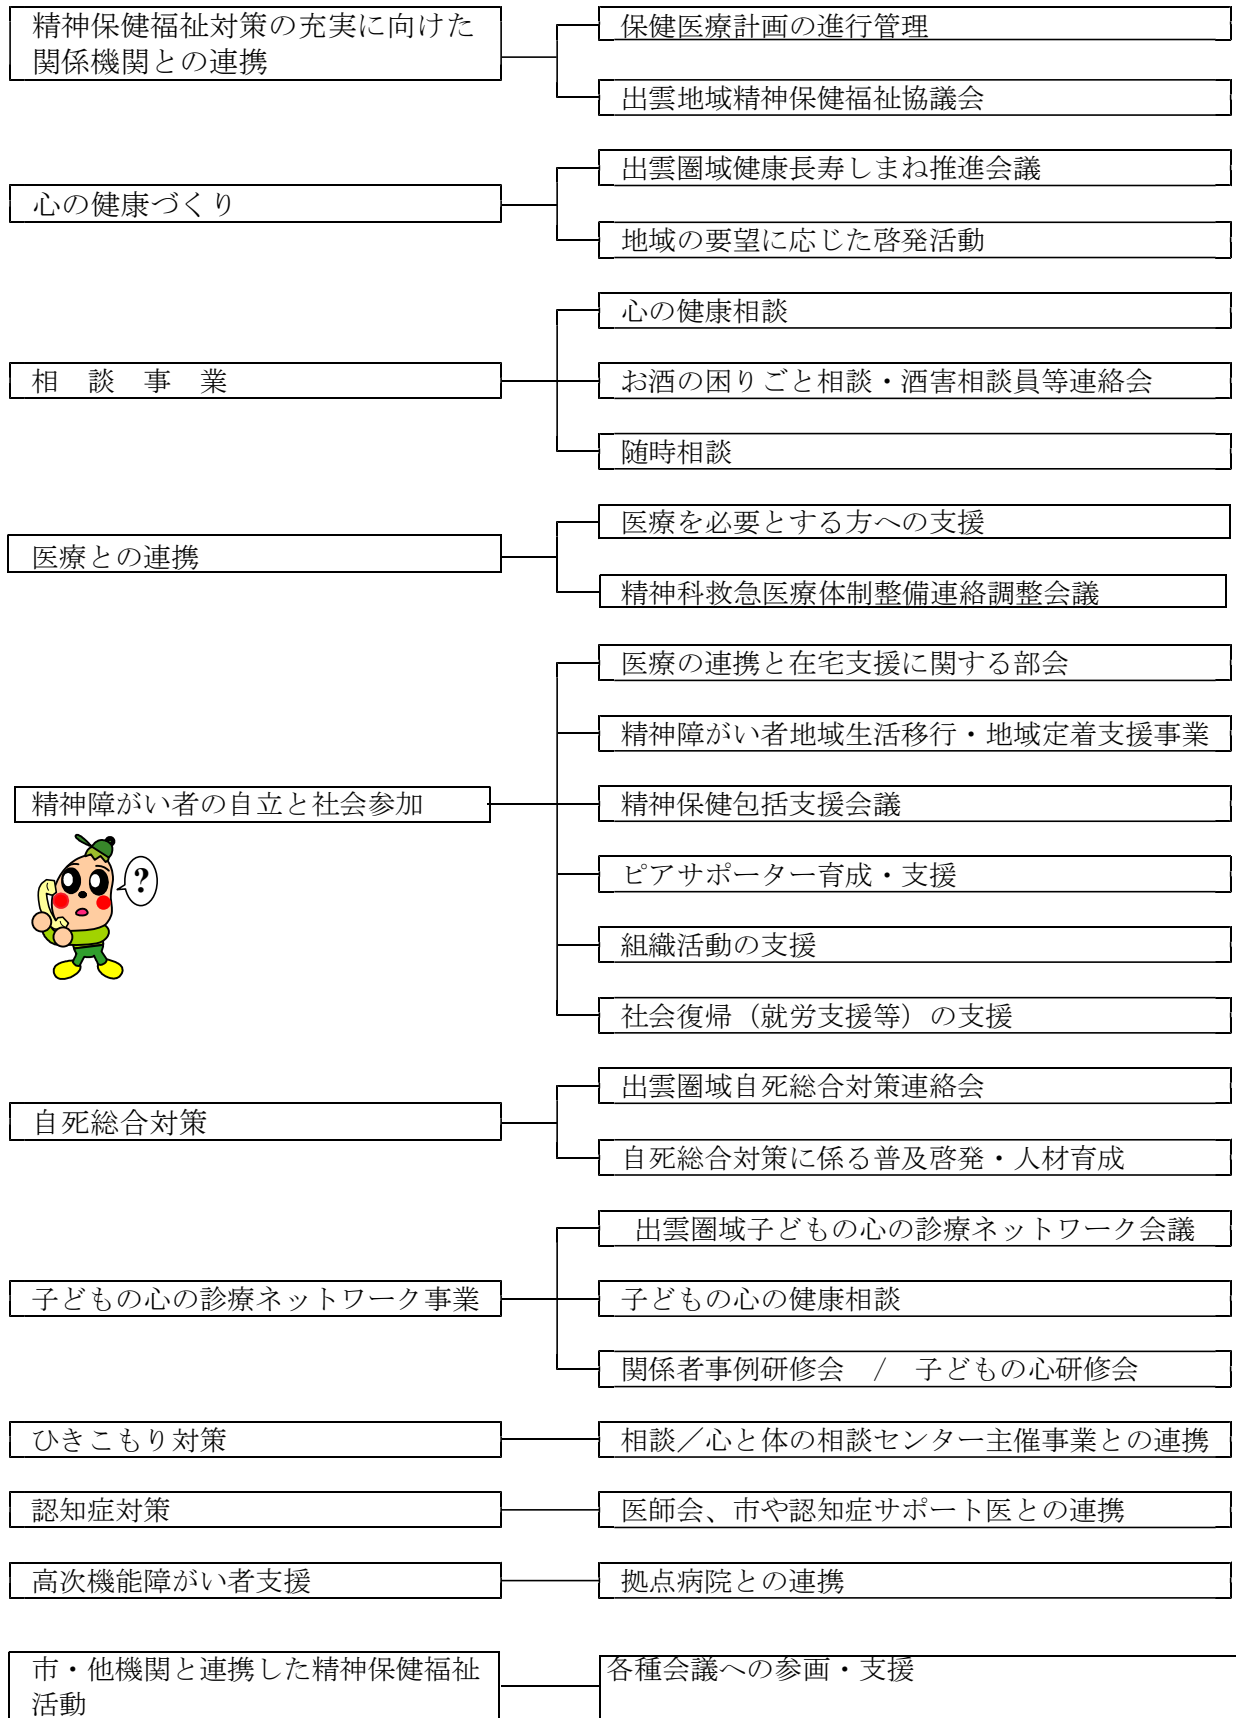 精神保健福祉対策の充実に向けた
関係機関との連携
保健医療計画の進行管理
出雲地域精神保健福祉協議会
心の健康づくり
出雲圏域健康長寿しまね推進会議
地域の要望に応じた啓発活動
相　談　事　業
心の健康相談
お酒の困りごと相談・酒害相談員等連絡会
随時相談
医療との連携
医療を必要とする方への支援
精神科救急医療体制整備連絡調整会議
精神障がい者の自立と社会参加
?
医療の連携と在宅支援に関する部会
精神障がい者地域生活移行・地域定着支援事業
精神保健包括支援会議
ピアサポーター育成・支援
組織活動の支援
社会復帰（就労支援等）の支援
自死総合対策
出雲圏域自死総合対策連絡会
自死総合対策に係る普及啓発・人材育成
子どもの心の診療ネットワーク事業
出雲圏域子どもの心の診療ネットワーク会議
子どもの心の健康相談
関係者事例研修会　/　子どもの心研修会
ひきこもり対策
相談／心と体の相談センター主催事業との連携
認知症対策
医師会、市や認知症サポート医との連携
高次機能障がい者支援
拠点病院との連携
市・他機関と連携した精神保健福祉
活動
各種会議への参画・支援